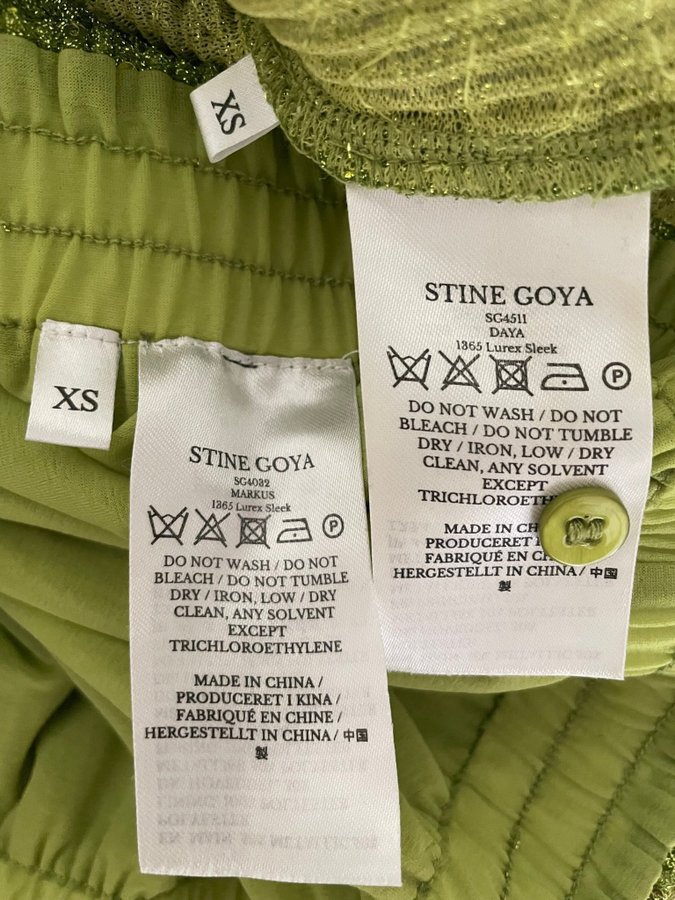 XS
STINE GOYA
SG4511
DAYA
1365 Lurex Sleek
P
DO NOT WASH / DO NOT
BLEACH / DO NOT TUMBLE
DRY / IRON, LOW / DRY
CLEAN, ANY SOLVENT
EXCEPT
MADE IN
PRODUCERET
FABRIQUÉ EN
HERGESTELLT IN CHINA / 中国
製
XS
STINE GOYA
SG4032
MARKUS
1365 Lurex Sleek
P
DO NOT WASH / DO NOT
BLEACH / DO NOT TUMBLE
DRY / IRON, LOW / DRY
CLEAN, ANY SOLVENT
EXCEPT
TRICHLOROETHYLENE
MADE IN CHINA /
PRODUCERET I KINA /
FABRIQUÉ EN CHINE /
HERGESTELLT IN CHINA / 中国
製